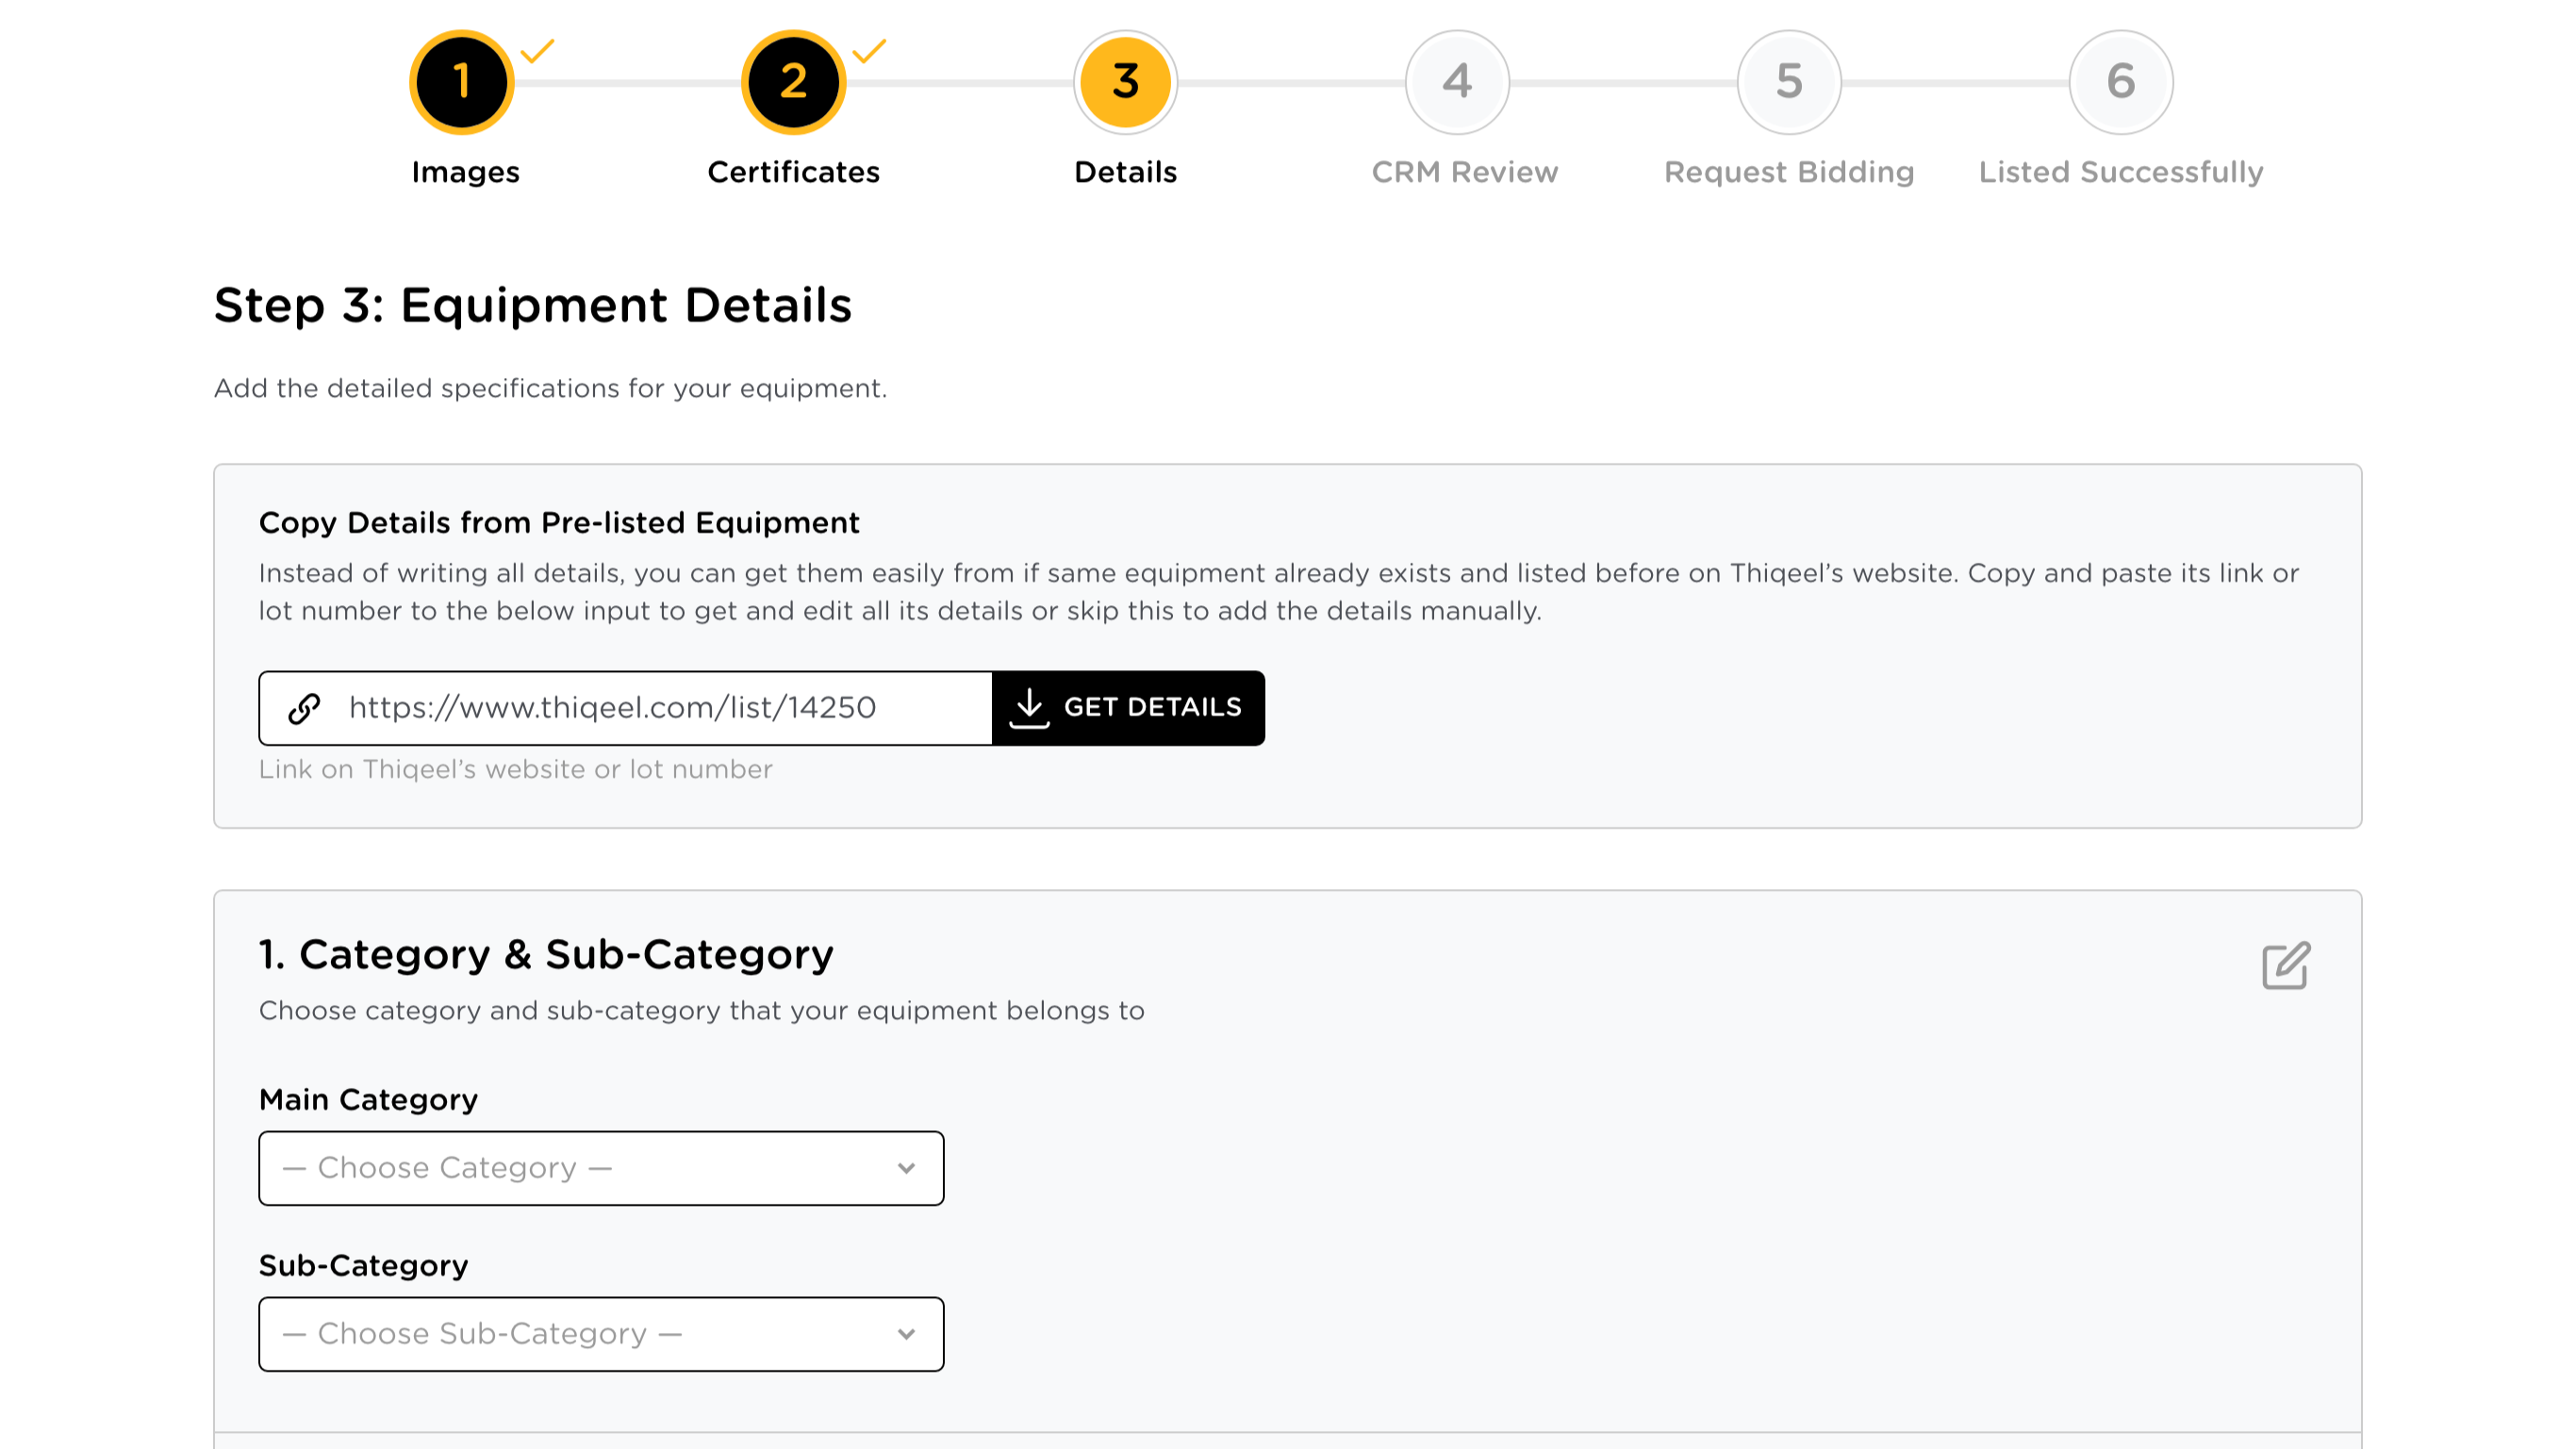 1
2
3
4
5
6
Images
Certificates
Details
CRM Review
Request Bidding
Listed Successfully
Step 3: Equipment Details
Add the detailed specifications for your equipment.
Copy Details from Pre-listed Equipment
Instead of writing all details, you can get them easily from if same equipment already exists and listed before on Thiqeel’s website. Copy and paste its link or
lot number to the below input to get and edit all its details or skip this to add the details manually.
https://www.thiqeel.com/list/14250
GET DETAILS
Link on Thiqeel’s website or lot number
1. Category & Sub-Category
Choose category and sub-category that your equipment belongs to
Main Category
— Choose Category —
Sub-Category
— Choose Sub-Category —